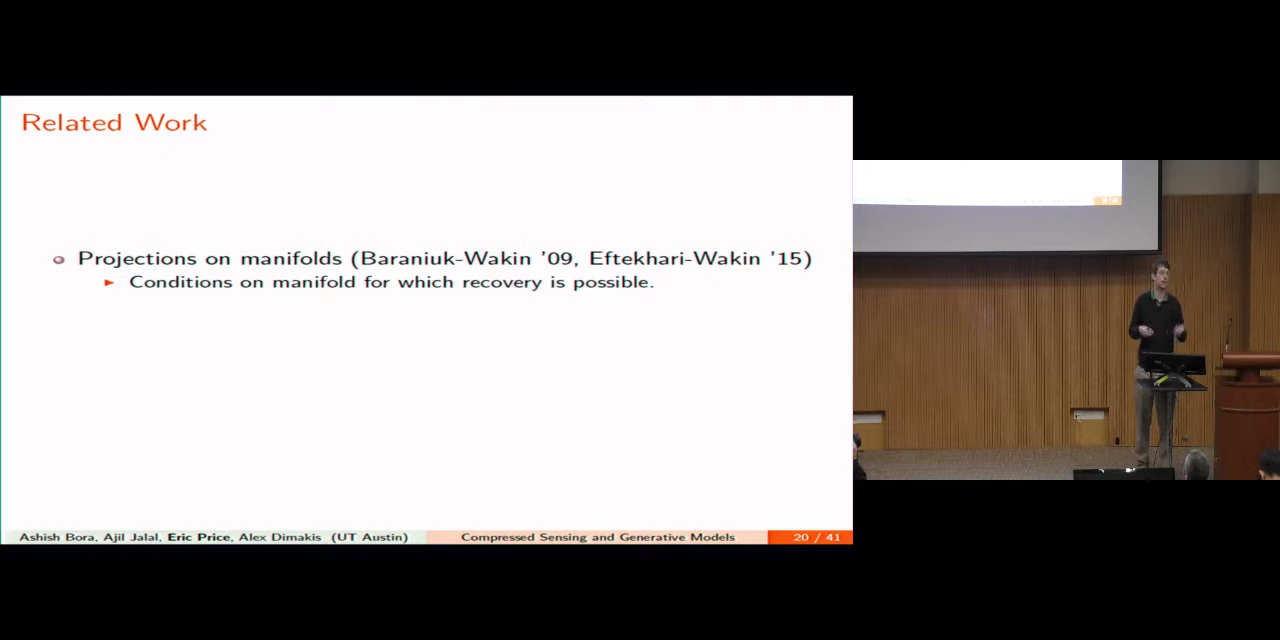 Related Work
Projections on manifolds (Baraniuk-Wakin '09, Eftekhari-Wakin '15)
Conditions on manifold for which recovery is possible.
Ashish Bora, Ajil Jalal, Eric Price, Alex Dimakis (UT Austin)
Compressed Sensing and Generative Models
20 / 41